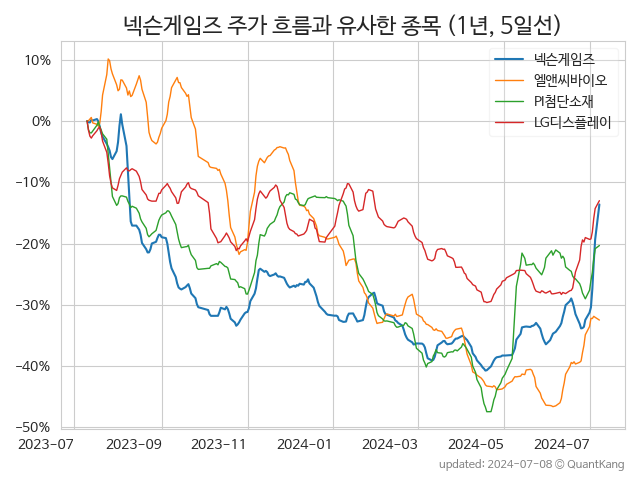 넥슨게임즈 주가 흐름과 유사한 종목 (1년, 5일선)
넥슨게임즈
엘앤씨바이오
PI첨단소재
LG디스플레이
10%
0%
−10%
−20%
−30%
−40%
−50%
2023-07 2023-09 2023-11 2024-01 2024-03 2024-05 2024-07
updated: 2024-07-08 © QuantKang